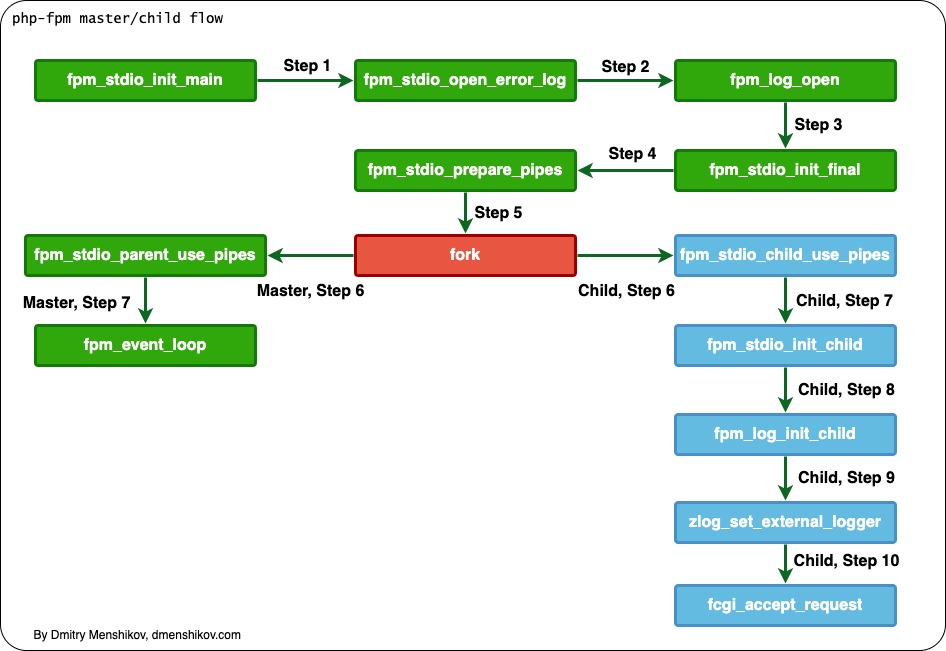 php-fpm master/child flow
fpm_stdio_init_main
Step 1
fpm_stdio_open_error_log
Step 2
fpm_log_open
Step 3
fpm_stdio_init_final
Step 4
fpm_stdio_prepare_pipes
Step 5
fork
Master, Step 6
fpm_stdio_parent_use_pipes
Master, Step 7
fpm_event_loop
Child, Step 6
fpm_stdio_child_use_pipes
Child, Step 7
fpm_stdio_init_child
Child, Step 8
fpm_log_init_child
Child, Step 9
zlog_set_external_logger
Child, Step 10
fcgi_accept_request
By Dmitry Menshikov, dmenshikov.com